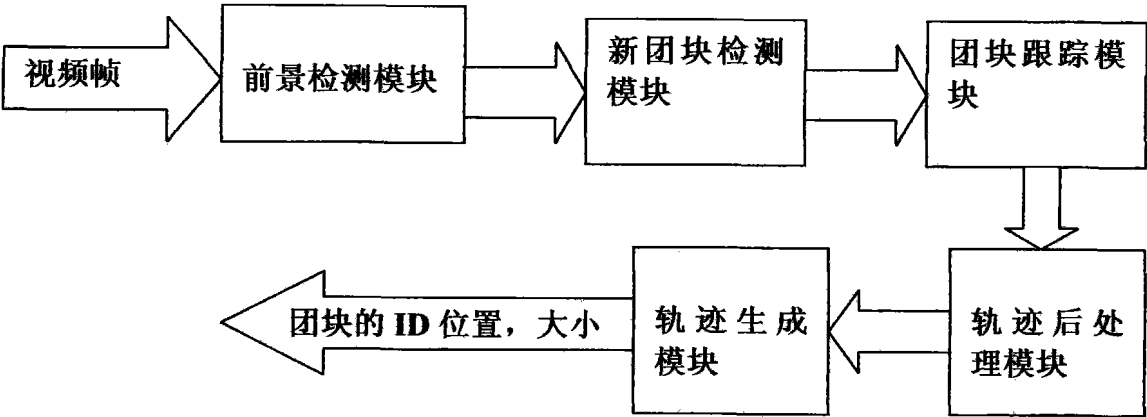 视频帧
前景检测模块
新团块检测
模块
团块跟踪模
块
团块的 ID 位置，大小
轨迹生成
模块
轨迹后处
理模块